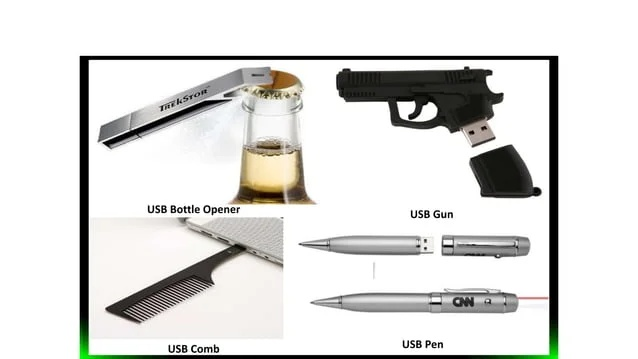 TREKSTOR
USB Bottle Opener
USB Gun
CNN
USB Comb
USB Pen